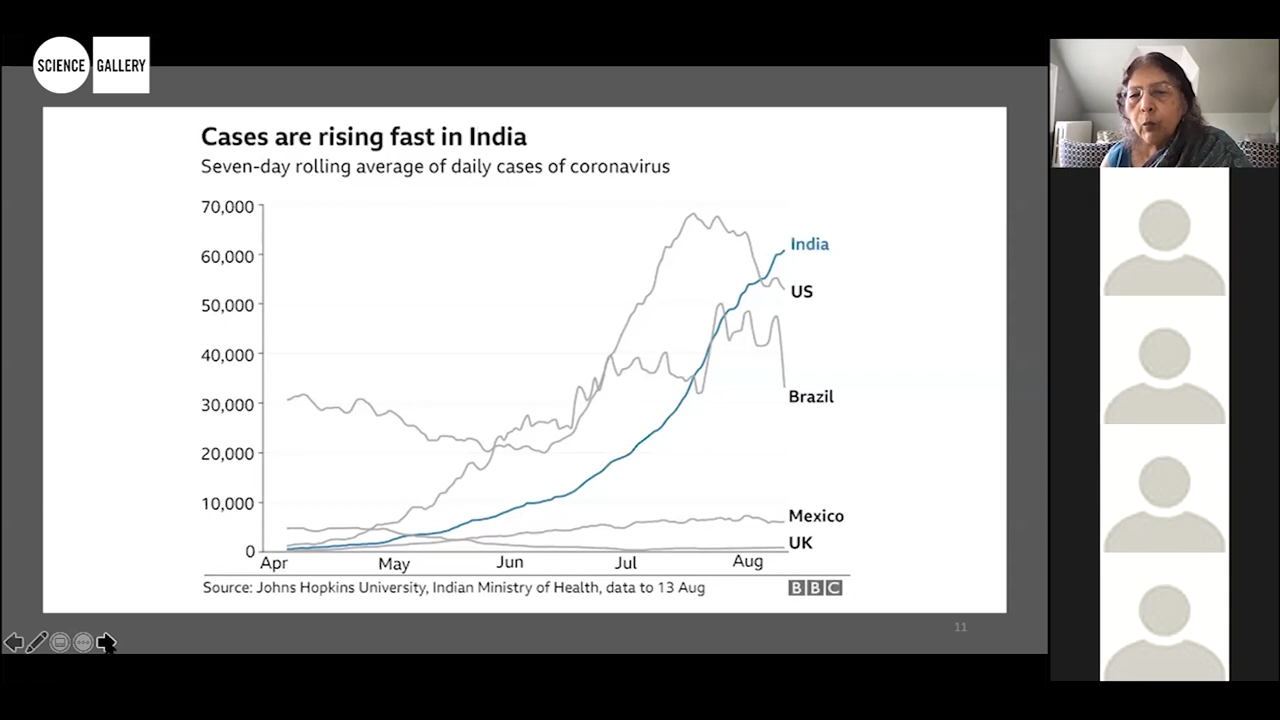 SCIENCE GALLERY
Cases are rising fast in India
Seven-day rolling average of daily cases of coronavirus
70,000
60,000
50,000
40,000
30,000
20,000
10,000
0
India
US
Brazil
Mexico
UK
Apr May Jun Jul Aug
Source: Johns Hopkins University, Indian Ministry of Health, data to 13 Aug
BBC
11